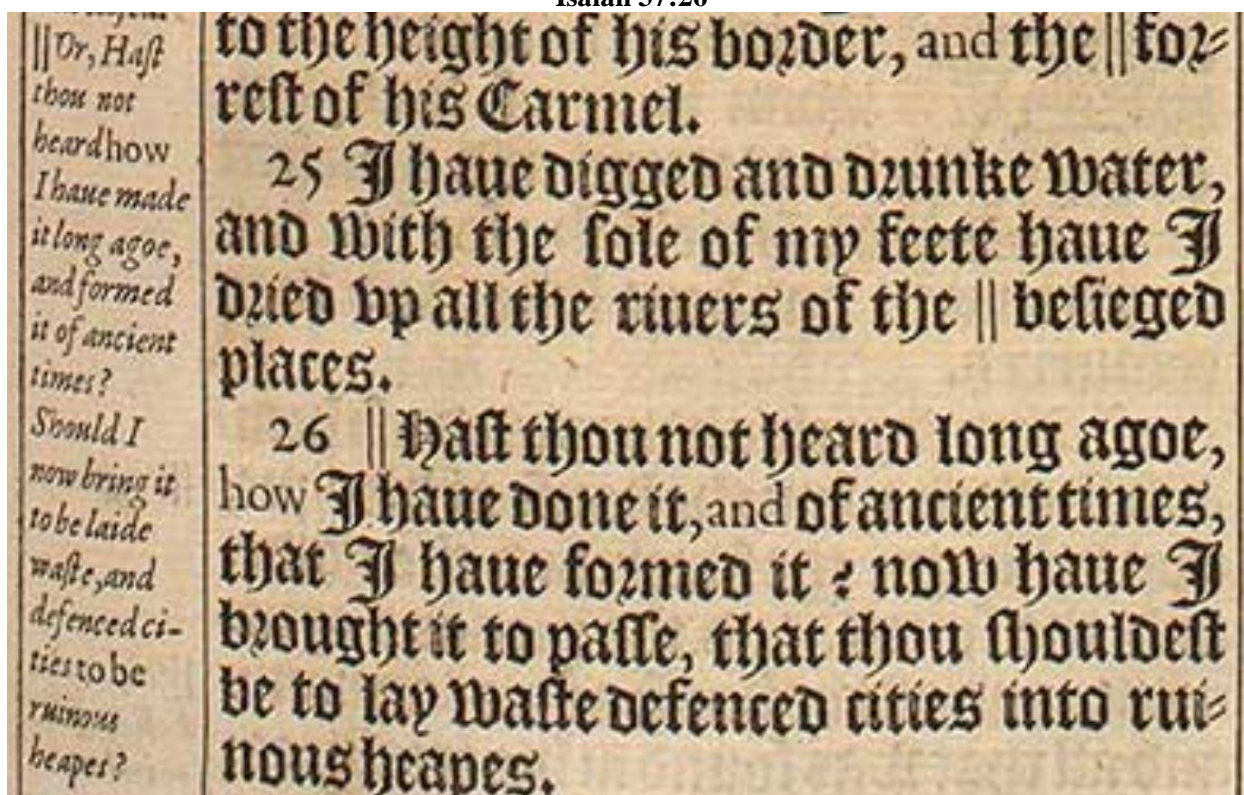 Isaiah 37:26
||Or, Haſt
thou not
heard how
I haue made
it long agoe,
and formed
it of ancient
times?
Should I
now bring it
to be laide
waſte, and
defenced ci-
ties to be
ruinous
heapes?
to the height of his border, and the || for-
reſt of his Carmel.
25 I haue digged and drunke water,
and with the ſole of my feete haue I
dried vp all the riuers of the || beſieged
places.
26 || Haſt thou not heard long agoe,
how I haue done it, and of ancient times,
that I haue formed it ? now haue I
brought it to paſſe, that thou ſhouldeſt
be to lay waſte defenced cities into rui-
nous heapes.